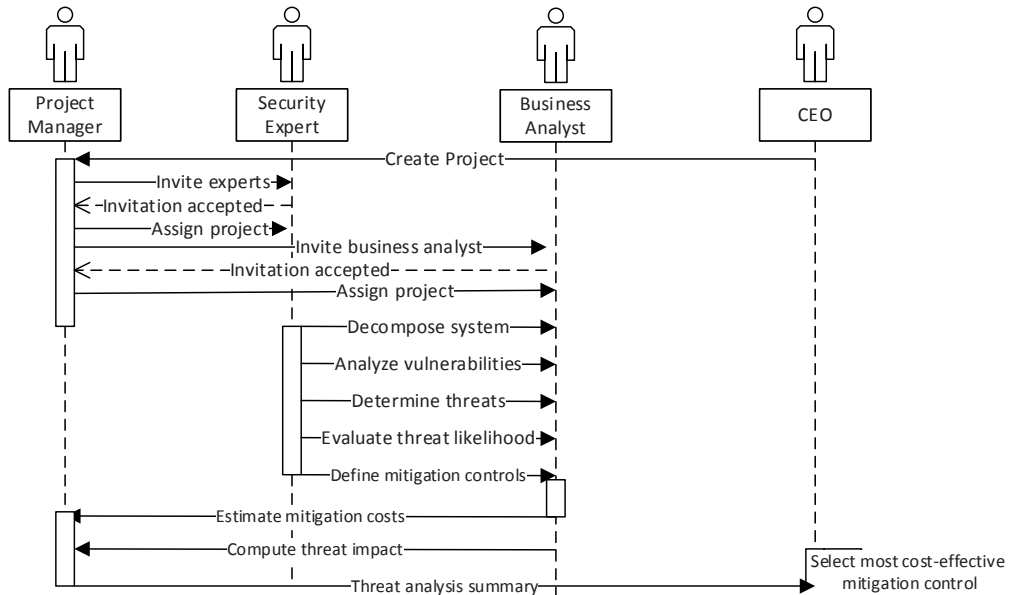 Project
Manager
Security
Expert
Business
Analyst
CEO
Create Project
Invite experts
Invitation accepted
Assign project
Invite business analyst
Invitation accepted
Assign project
Decompose system
Analyze vulnerabilities
Determine threats
Evaluate threat likelihood
Define mitigation controls
Estimate mitigation costs
Compute threat impact
Select most cost-effective
mitigation control
Threat analysis summary